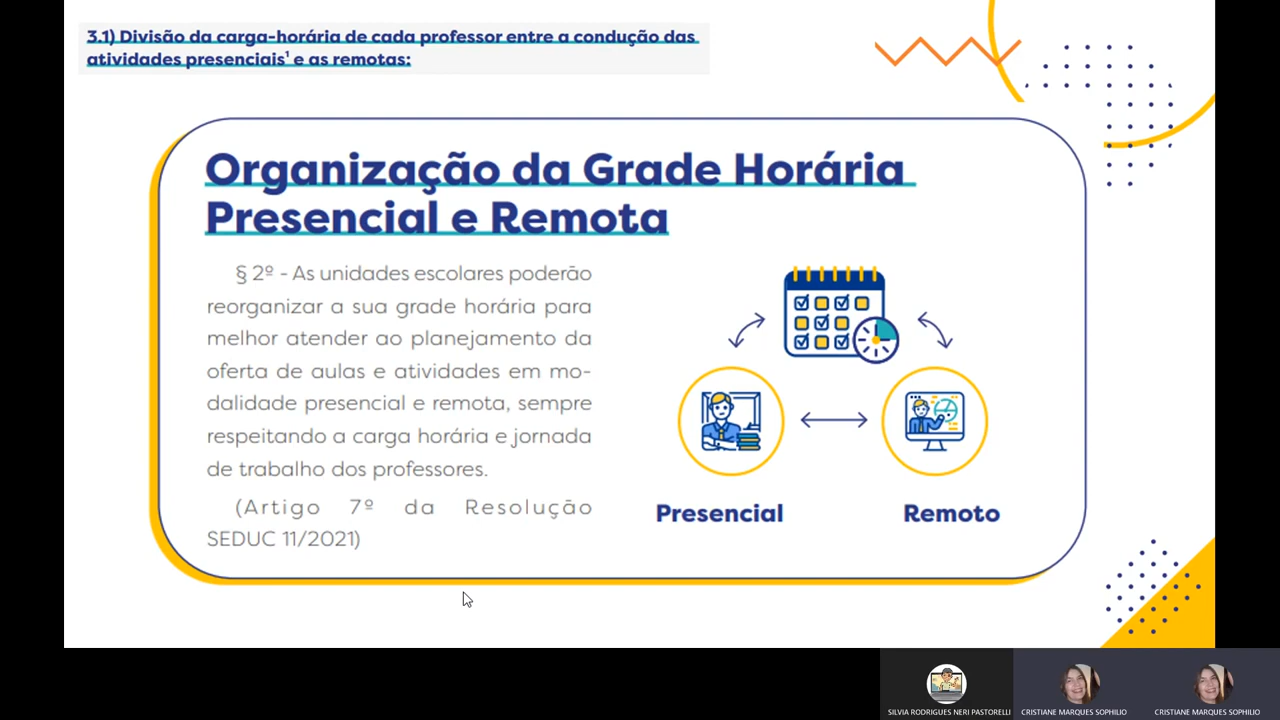 3.1) Divisão da carga-horária de cada professor entre a condução das
atividades presenciais¹ e as remotas:
Organização da Grade Horária
Presencial e Remota
§ 2º - As unidades escolares poderão
reorganizar a sua grade horária para
melhor atender ao planejamento da
oferta de aulas e atividades em mo-
dalidade presencial e remota, sempre
respeitando a carga horária e jornada
de trabalho dos professores.
(Artigo 7º da Resolução
SEDUC 11/2021)
Presencial
Remoto
SILVIA RODRIGUES NERI PASTORELLI
CRISTIANE MARQUES SOPHILIO
CRISTIANE MARQUES SOPHILIO